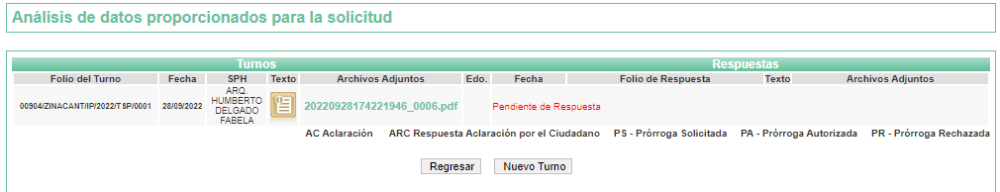 Análisis de datos proporcionados para la solicitud
Turnos Respuestas
Folio del Turno Fecha SPH Texto Archivos Adjuntos Edo. Fecha Folio de Respuesta Texto Archivos Adjuntos
00904/ZINACANT/IP/2022/TSP/0001 28/09/2022 ARQ. HUMBERTO DELGADO FABELA 20220928174221946_0006.pdf Pendiente de Respuesta
AC Aclaración ARC Respuesta Aclaración por el Ciudadano PS - Prórroga Solicitada PA - Prórroga Autorizada PR - Prórroga Rechazada
Regresar Nuevo Turno